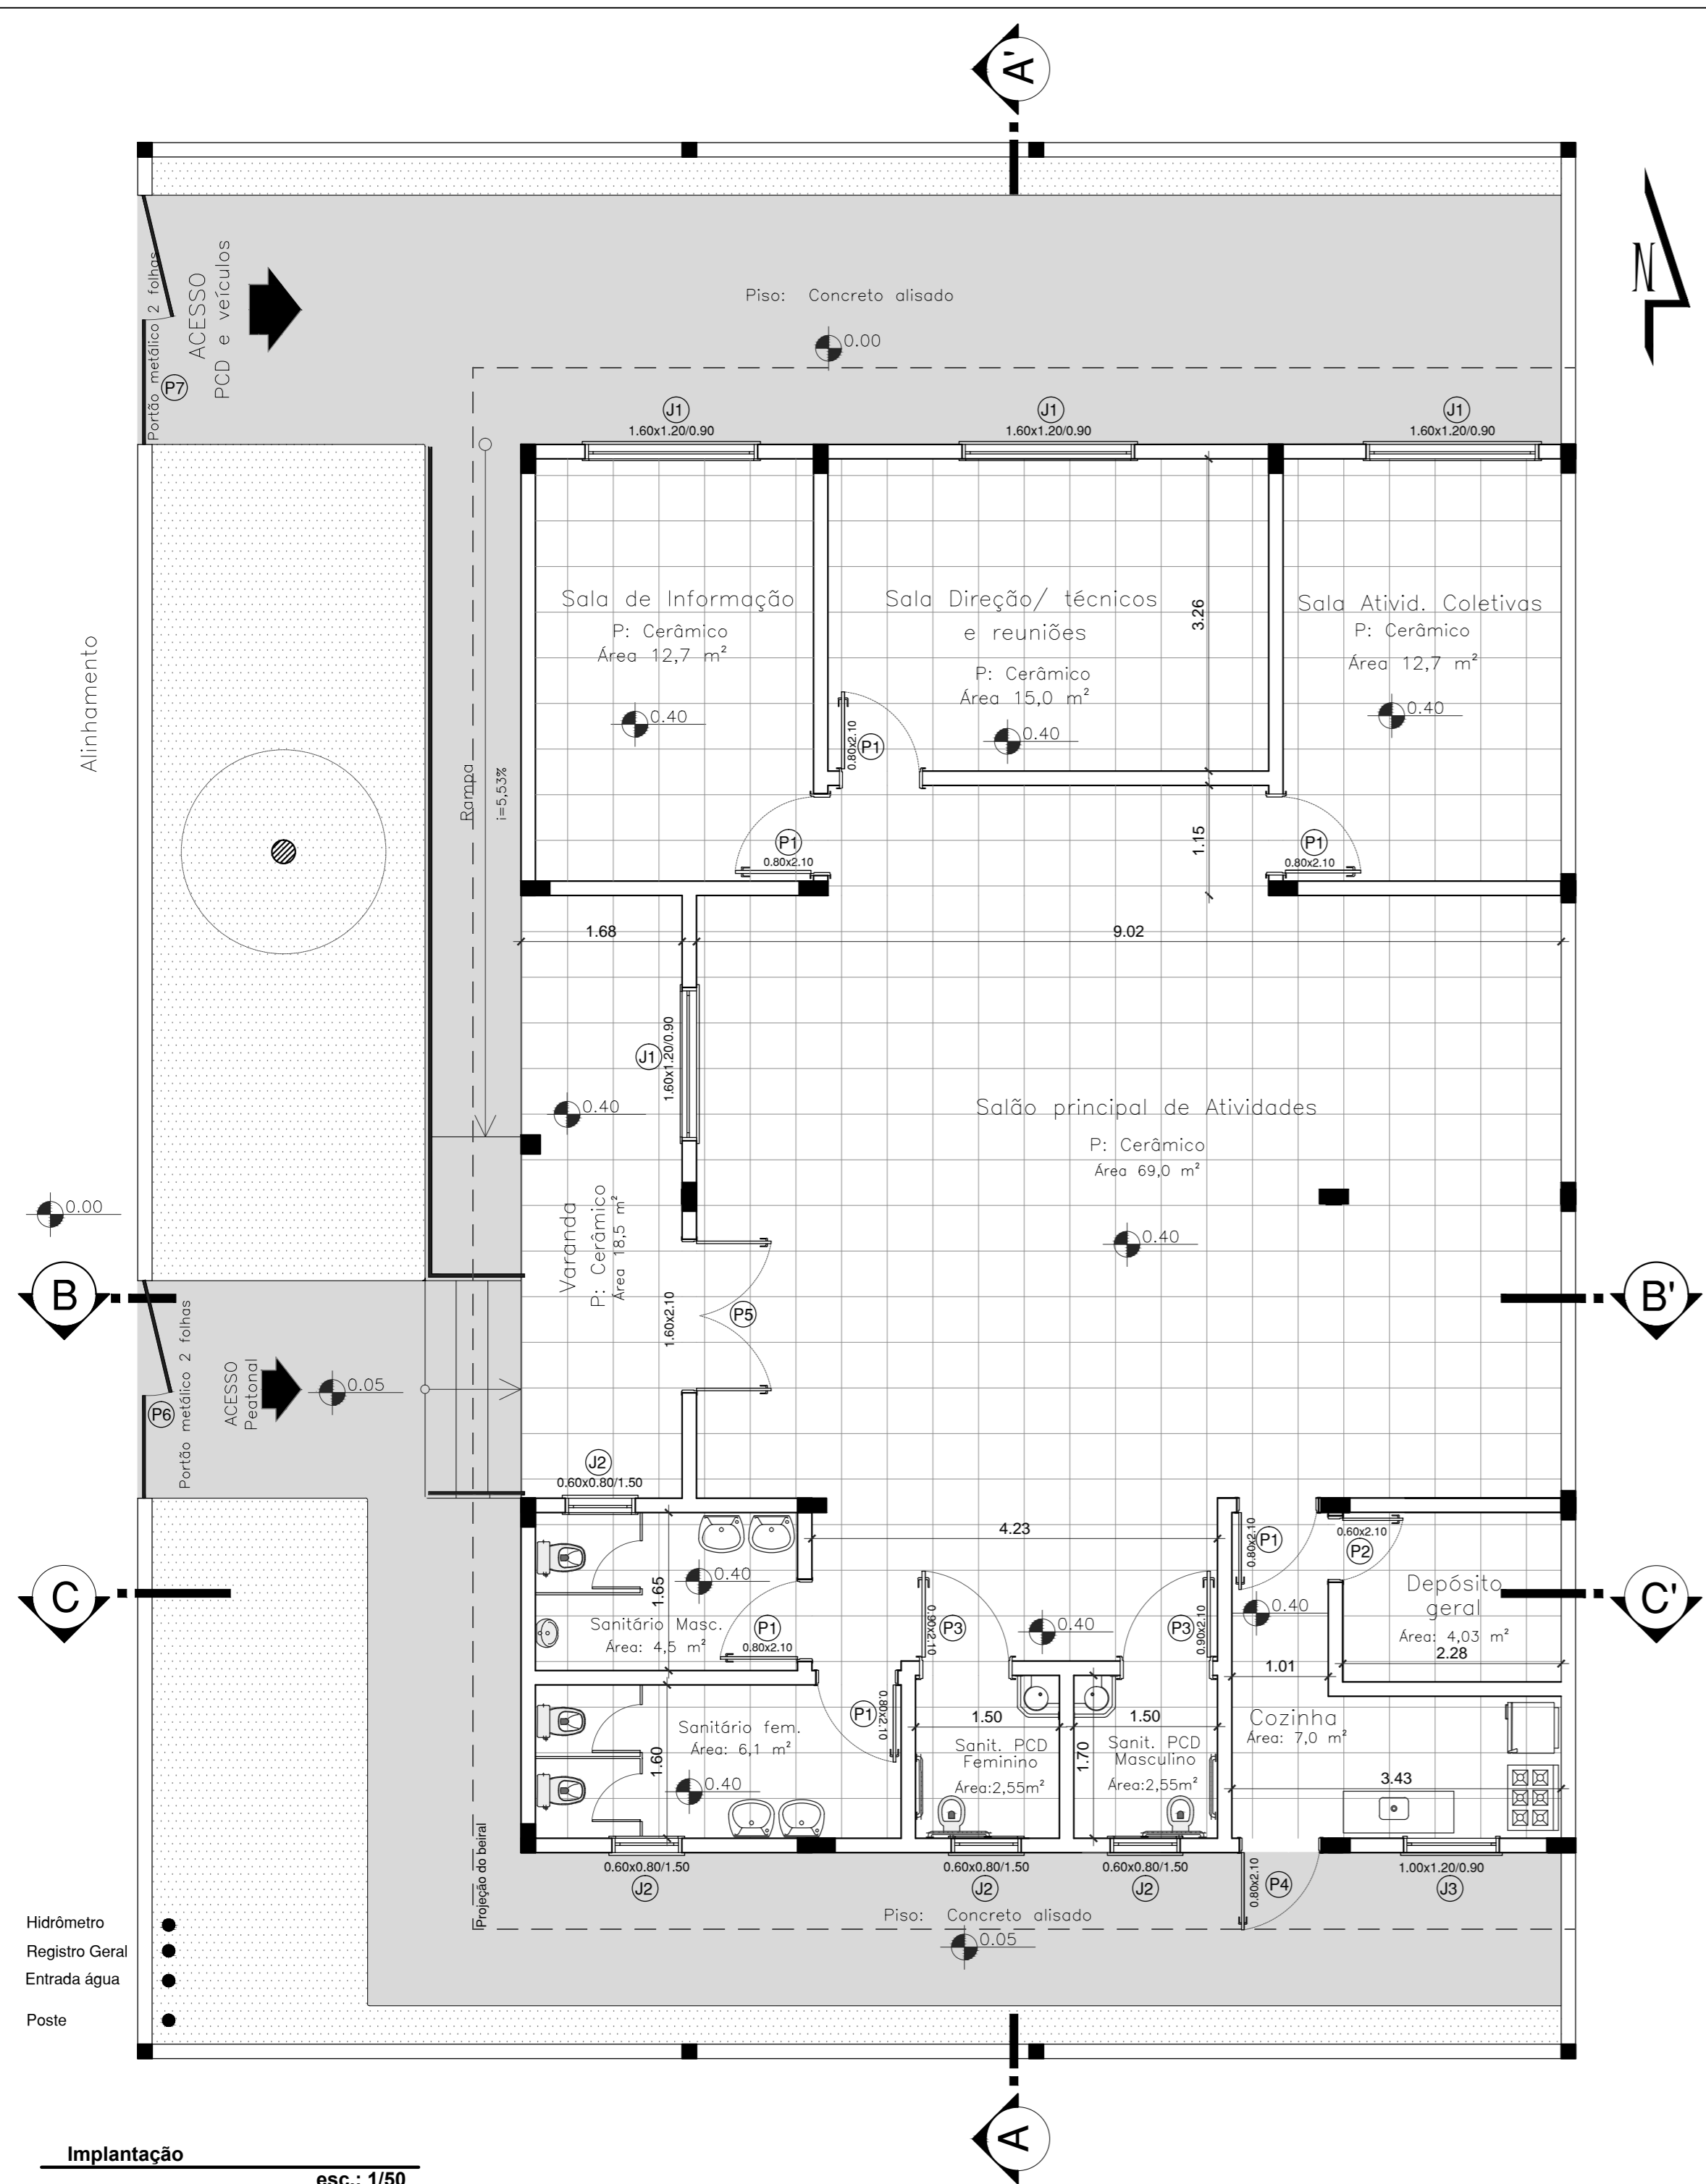 A'
N
Portão metálico 2 folhas
P7
ACESSO
PCD e veículos
Piso: Concreto alisado
0.00
J1
1.60x1.20/0.90
J1
1.60x1.20/0.90
J1
1.60x1.20/0.90
Alinhamento
Rampa
i=5,53%
Sala de Informação
P: Cerâmico
Área 12,7 m²
0.40
Sala Direção/ técnicos
e reuniões
P: Cerâmico
Área 15,0 m²
0.40
3.26
Sala Ativid. Coletivas
P: Cerâmico
Área 12,7 m²
0.40
0.80x2.10
P1
P1
0.80x2.10
1.15
P1
0.80x2.10
1.68
9.02
J1
1.60x1.20/0.90
0.40
Salão principal de Atividades
P: Cerâmico
Área 69,0 m²
0.40
Varanda
P: Cerâmico
Área 18,5 m²
1.60x2.10
P5
0.00
B
B'
Portão metálico 2 folhas
P6
ACESSO
Peatonal
0.05
J2
0.60x0.80/1.50
4.23
C
C'
1.65
0.40
Sanitário Masc.
Área: 4,5 m²
P1
0.80x2.10
0.90x2.10
P3
0.40
P3
0.90x2.10
0.80x2.10
P1
0.60x2.10
P2
0.40
Depósito
geral
Área: 4,03 m²
2.28
1.01
Sanitário fem.
Área: 6,1 m²
1.60
0.40
P1
0.80x2.10
1.50
Sanit. PCD
Feminino
Área:2,55m²
1.70
1.50
Sanit. PCD
Masculino
Área:2,55m²
Cozinha
Área: 7,0 m²
3.43
Projeção do beiral
0.60x0.80/1.50
J2
0.60x0.80/1.50
J2
0.60x0.80/1.50
J2
0.80x2.10
P4
1.00x1.20/0.90
J3
Piso: Concreto alisado
0.05
Hidrômetro
Registro Geral
Entrada água
Poste
A
Implantação
esc.: 1/50